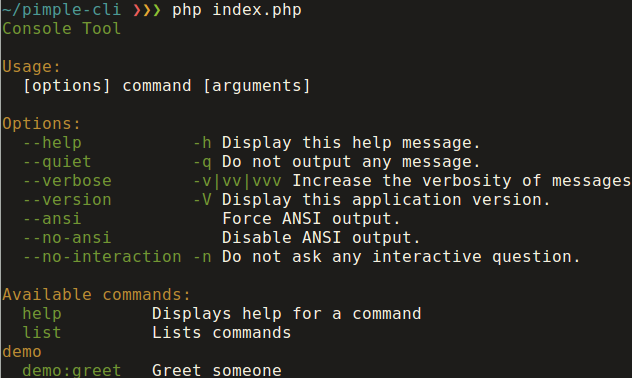 ~/pimple-cli ❯❯❯ php index.php
Console Tool
Usage:
[options] command [arguments]
Options:
--help -h Display this help message.
--quiet -q Do not output any message.
--verbose -v|vv|vvv Increase the verbosity of messages
--version -V Display this application version.
--ansi Force ANSI output.
--no-ansi Disable ANSI output.
--no-interaction -n Do not ask any interactive question.
Available commands:
help Displays help for a command
list Lists commands
demo
demo:greet Greet someone